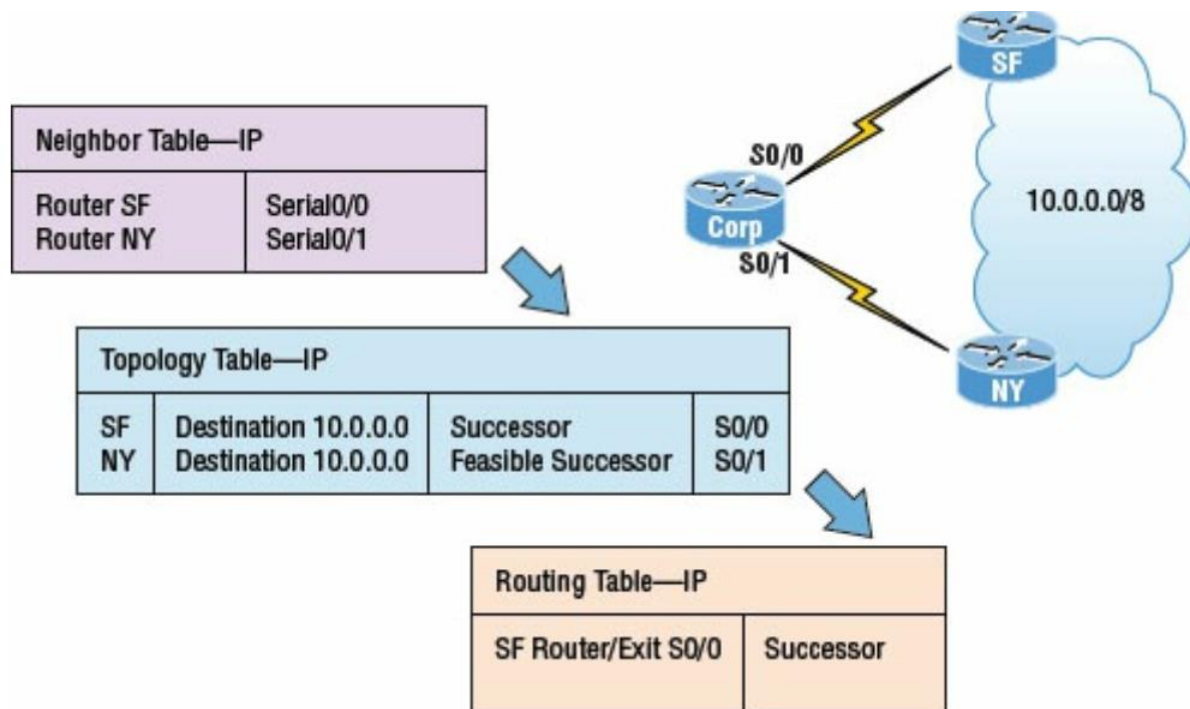 SF
Neighbor Table—IP
Router SF Serial0/0
Router NY Serial0/1
S0/0
Corp
S0/1
10.0.0.0/8
NY
Topology Table—IP
SF Destination 10.0.0.0 Successor S0/0
NY Destination 10.0.0.0 Feasible Successor S0/1
Routing Table—IP
SF Router/Exit S0/0 Successor